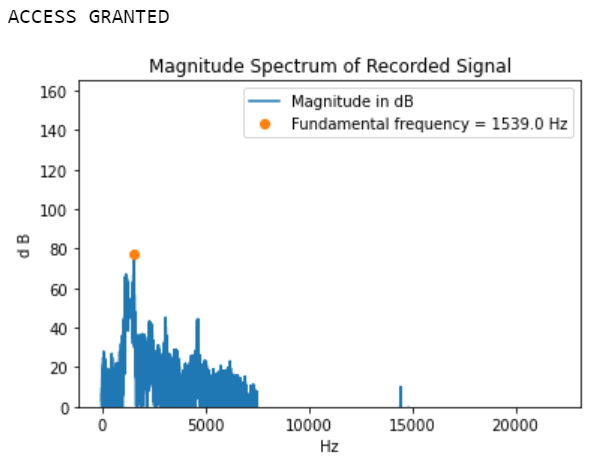 ACCESS GRANTED
Magnitude Spectrum of Recorded Signal
Magnitude in dB
Fundamental frequency = 1539.0 Hz
160
140
120
100
80
60
40
20
0
d B
0 5000 10000 15000 20000
Hz